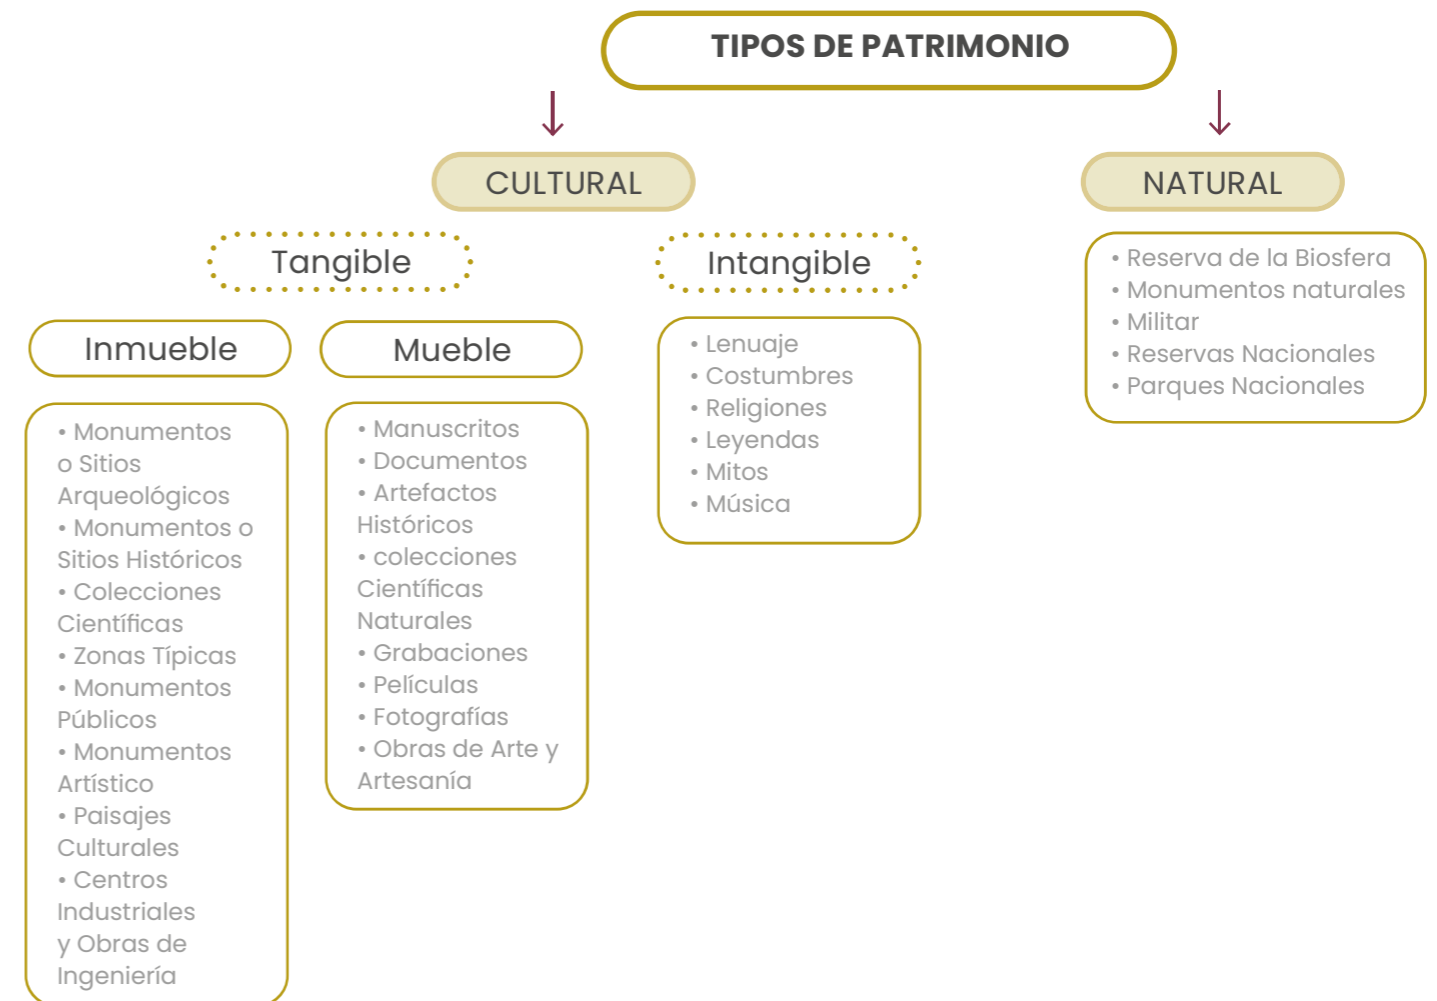 TIPOS DE PATRIMONIO
CULTURAL
NATURAL
Tangible
Intangible
Inmueble
Mueble
• Monumentos
o Sitios
Arqueológicos
• Monumentos o
Sitios Históricos
• Colecciones
Científicas
• Zonas Típicas
• Monumentos
Públicos
• Monumentos
Artístico
• Paisajes
Culturales
• Centros
Industriales
y Obras de
Ingeniería
• Manuscritos
• Documentos
• Artefactos
Históricos
• colecciones
Científicas
Naturales
• Grabaciones
• Películas
• Fotografías
• Obras de Arte y
Artesanía
• Lenuaje
• Costumbres
• Religiones
• Leyendas
• Mitos
• Música
• Reserva de la Biosfera
• Monumentos naturales
• Militar
• Reservas Nacionales
• Parques Nacionales